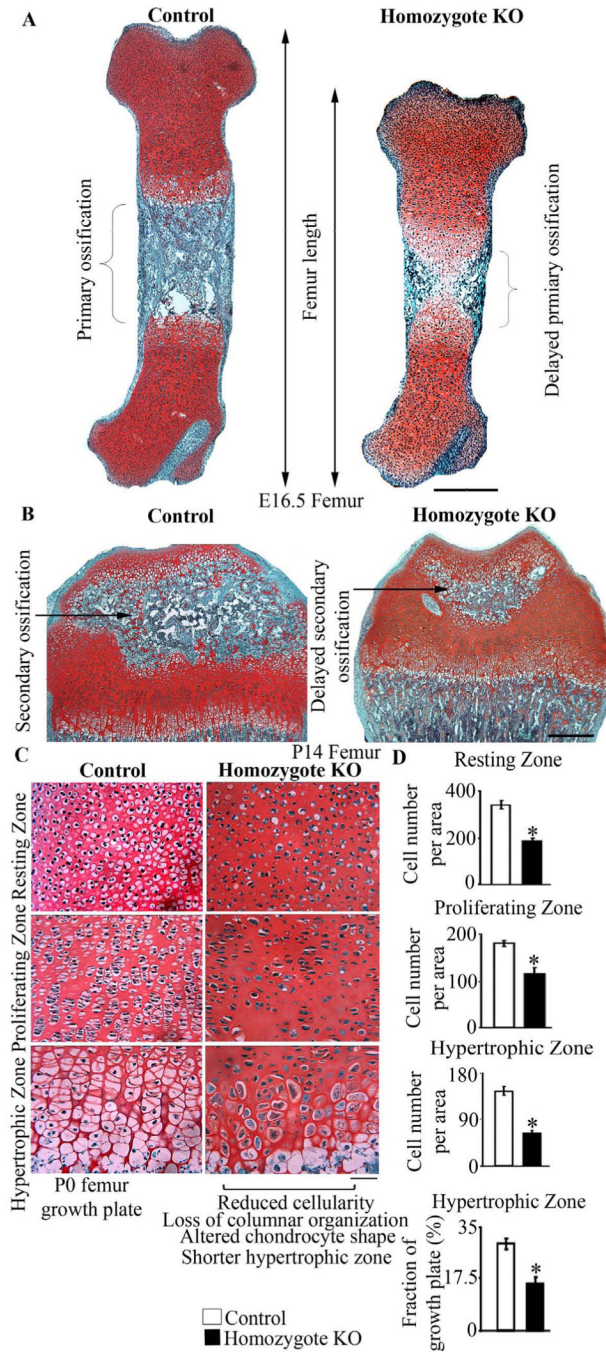 A
Control
Homozygote KO
Primary ossification
Femur length
Delayed prmiary ossification
E16.5 Femur
B
Control
Homozygote KO
Secondary ossification
Delayed secondary
ossification
P14 Femur
C
Control
Homozygote KO
Resting Zone
Proliferating Zone
Hypertrophic Zone
P0 femur
growth plate
Reduced cellularity
Loss of columnar organization
Altered chondrocyte shape
Shorter hypertrophic zone
D
Resting Zone
Cell number
per area
400
200
0
*
Proliferating Zone
Cell number
per area
200
100
0
*
Hypertrophic Zone
Cell number
per area
180
90
0
*
Hypertrophic Zone
Fraction of
growth plate (%)
35
17.5
0
*
Control
Homozygote KO